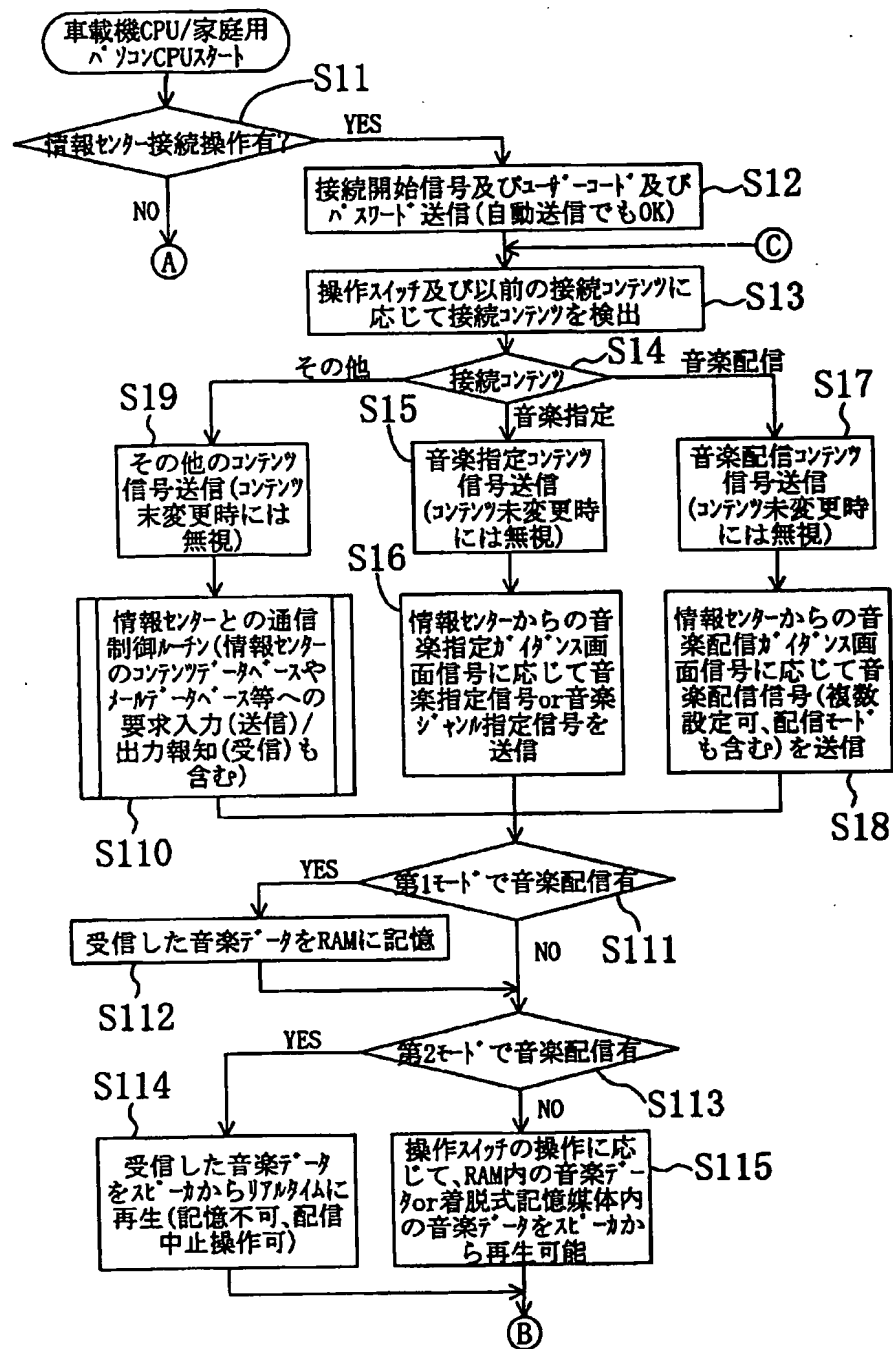 車載機CPU/家庭用
ﾊﾟｿｺﾝCPUｽﾀｰﾄ
S11
情報ｾﾝﾀｰ接続操作有?
YES
NO
A
接続開始信号及びﾕｰｻﾞｰｺｰﾄﾞ及び
ﾊﾟｽﾜｰﾄﾞ送信(自動送信でもOK)
S12
C
操作ｽｲｯﾁ及び以前の接続ｺﾝﾃﾝﾂに
応じて接続ｺﾝﾃﾝﾂを検出
S13
S14
接続ｺﾝﾃﾝﾂ
その他
音楽指定
音楽配信
S19
その他のｺﾝﾃﾝﾂ
信号送信(ｺﾝﾃﾝﾂ
末変更時には
無視)
S15
音楽指定ｺﾝﾃﾝﾂ
信号送信
(ｺﾝﾃﾝﾂ未変更時
には無視)
S17
音楽配信ｺﾝﾃﾝﾂ
信号送信
(ｺﾝﾃﾝﾂ未変更時
には無視)
情報ｾﾝﾀｰとの通信
制御ﾙｰﾁﾝ(情報ｾﾝﾀｰ
のｺﾝﾃﾝﾂﾃﾞｰﾀﾍﾞｰｽや
ﾒｰﾙﾃﾞｰﾀﾍﾞｰｽ等への
要求入力(送信)/
出力報知(受信)も
含む)
S110
S16
情報ｾﾝﾀｰからの音
楽指定ｶﾞｲﾀﾞﾝｽ画
面信号に応じて音
楽指定信号or音楽
ｼﾞｬﾝﾙ指定信号を
送信
情報ｾﾝﾀｰからの音
楽配信ｶﾞｲﾀﾞﾝｽ画
面信号に応じて音
楽配信信号(複数
設定可、配信ﾓｰﾄﾞ
も含む)を送信
S18
第1ﾓｰﾄﾞで音楽配信有
S111
YES
NO
受信した音楽ﾃﾞｰﾀをRAMに記憶
S112
第2ﾓｰﾄﾞで音楽配信有
S113
YES
NO
S114
受信した音楽ﾃﾞｰﾀ
をｽﾋﾟｰｶからﾘｱﾙﾀｲﾑに
再生(記憶不可、配信
中止操作可)
操作ｽｲｯﾁの操作に応
じて、RAM内の音楽ﾃﾞｰ
ﾀor着脱式記憶媒体内
の音楽ﾃﾞｰﾀをｽﾋﾟｰｶか
ら再生可能
S115
B